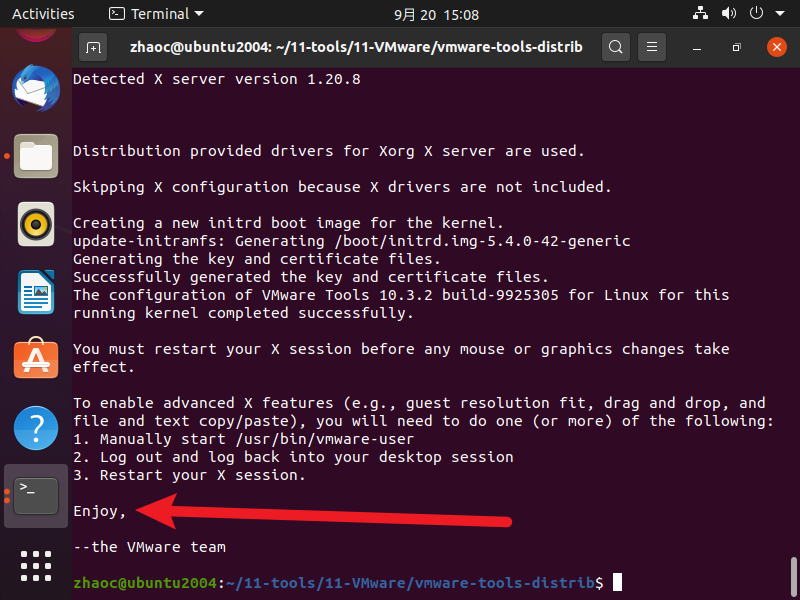 Activities Terminal 9月 20 15:08
zhaoc@ubuntu2004: ~/11-tools/11-VMware/vmware-tools-distrib
Detected X server version 1.20.8
Distribution provided drivers for Xorg X server are used.
Skipping X configuration because X drivers are not included.
Creating a new initrd boot image for the kernel.
update-initramfs: Generating /boot/initrd.img-5.4.0-42-generic
Generating the key and certificate files.
Successfully generated the key and certificate files.
The configuration of VMware Tools 10.3.2 build-9925305 for Linux for this
running kernel completed successfully.
You must restart your X session before any mouse or graphics changes take
effect.
To enable advanced X features (e.g., guest resolution fit, drag and drop, and
file and text copy/paste), you will need to do one (or more) of the following:
1. Manually start /usr/bin/vmware-user
2. Log out and log back into your desktop session
3. Restart your X session.
Enjoy,
--the VMware team
zhaoc@ubuntu2004:~/11-tools/11-VMware/vmware-tools-distrib$